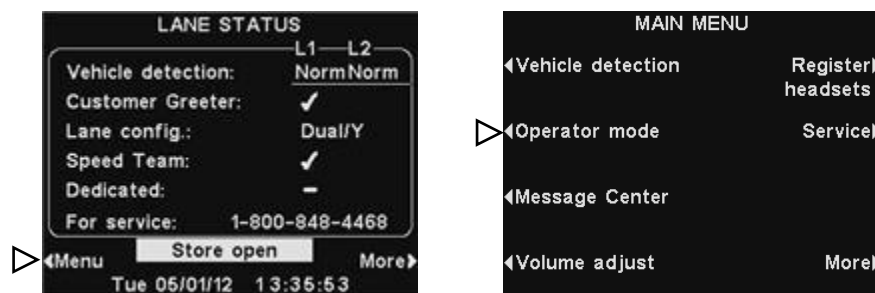 LANE STATUS
L1 L2
Vehicle detection: Norm Norm
Customer Greeter: ✓
Lane config.: Dual/Y
Speed Team: ✓
Dedicated: –
For service: 1-800-848-4468
Store open
Menu More
Tue 05/01/12 13:35:53
MAIN MENU
Vehicle detection Register
headsets
Operator mode Service
Message Center
Volume adjust More